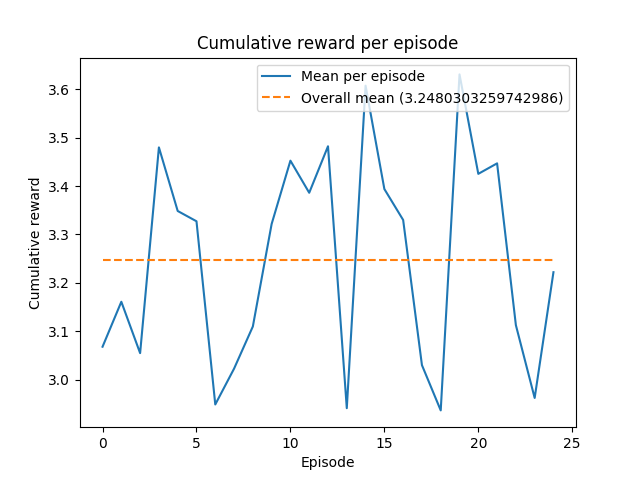 Cumulative reward per episode
Mean per episode
Overall mean (3.2480303259742986)
3.6
3.5
3.4
3.3
3.2
3.1
3.0
Cumulative reward
0 5 10 15 20 25
Episode